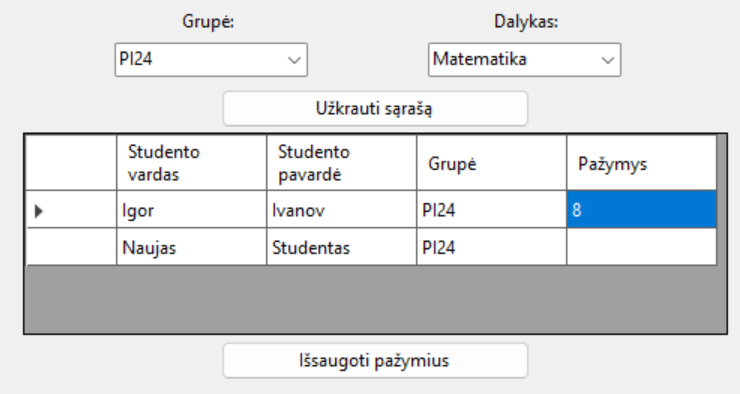 Grupė: Dalykas:
PI24 Matematika
Užkrauti sąrašą
Studento vardas Studento pavardė Grupė Pažymys
Igor Ivanov PI24 8
Naujas Studentas PI24
Išsaugoti pažymius